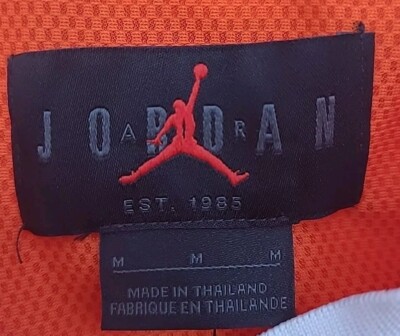 JORDAN
AIR
EST. 1985
M M M
MADE IN THAILAND
FABRIQUE EN THAILANDE